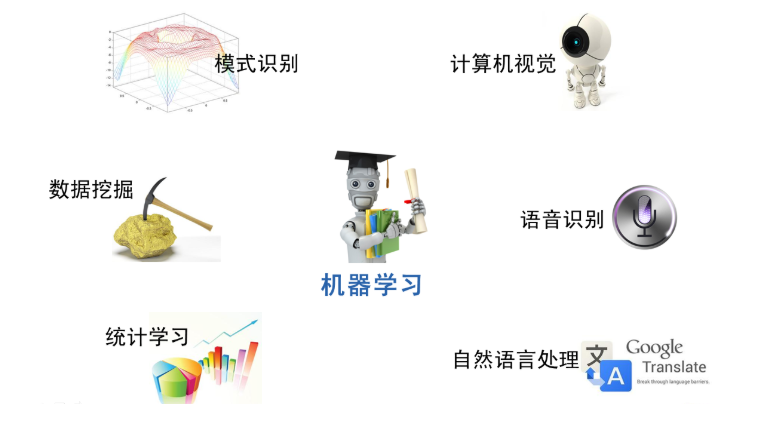 模式识别
计算机视觉
数据挖掘
语音识别
机器学习
统计学习
自然语言处理
文
A
Google
Translate
Break through language barriers.